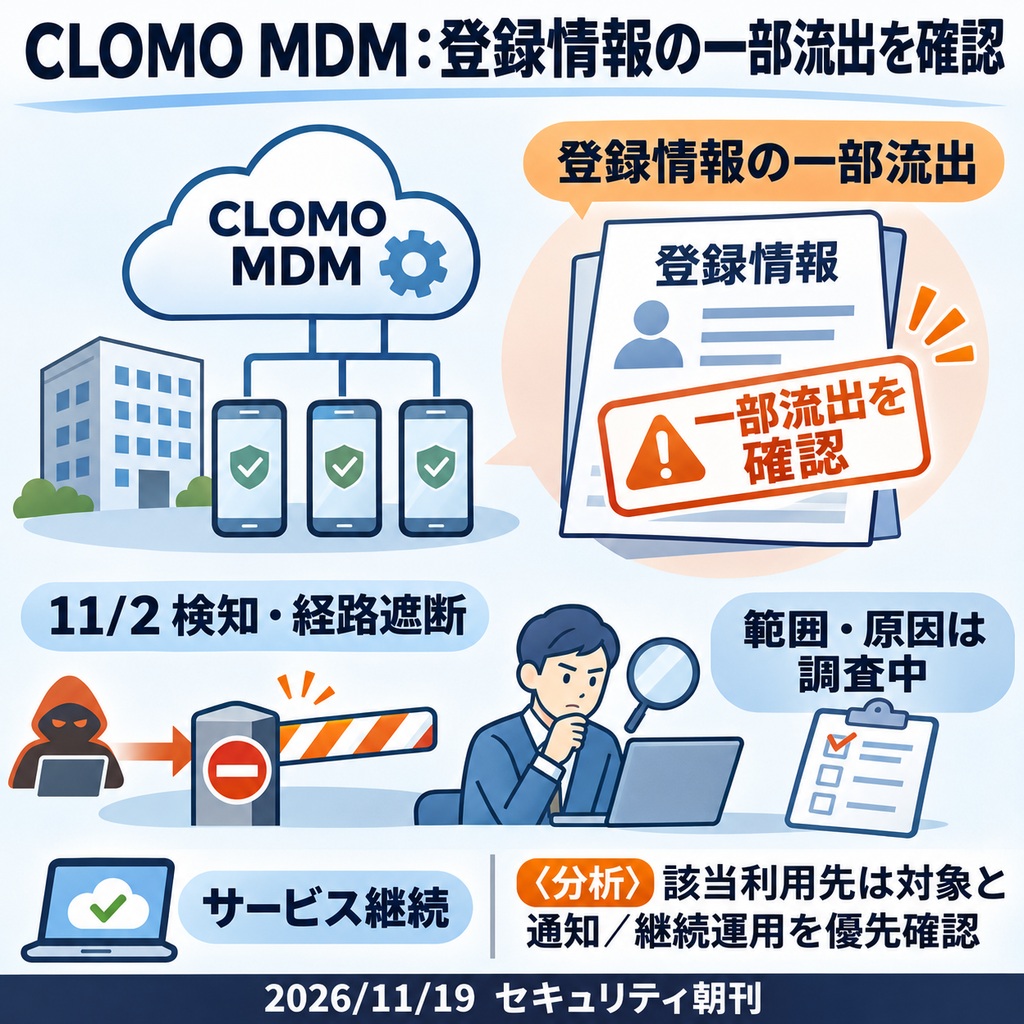 CLOMO MDM：登録情報の一部流出を確認
CLOMO
MDM
登録情報の一部流出
登録情報
一部流出を
確認
11/2 検知・経路遮断
範囲・原因は
調査中
サービス継続
〈分析〉該当利用先は対象と
通知／継続運用を優先確認
2026/11/19 セキュリティ朝刊